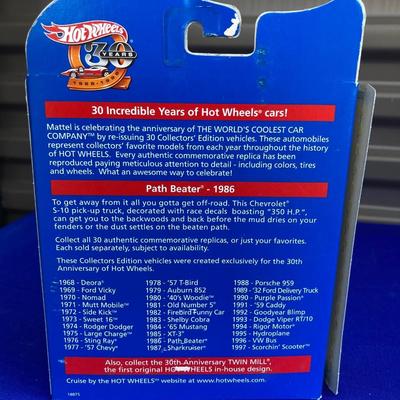 Hot Wheels
30
YEARS
1968-1998
30 Incredible Years of Hot Wheels® cars!
Mattel is celebrating the anniversary of THE WORLD'S COOLEST CAR
COMPANY™ by re-issuing 30 Collectors' Edition vehicles. These automobiles
represent collectors' favorite models from each year throughout the history
of HOT WHEELS. Every authentic commemorative replica has been
reproduced paying meticulous attention to detail - including colors, tires
and wheels. What an awesome way to celebrate!
Path Beater® - 1986
To get away from it all you gotta get off-road. This Chevrolet®
S-10 pick-up truck, decorated with race decals boasting "350 H.P.",
can get you to the backwoods and back before the mud dries on your
fenders or the dust settles on the beaten path.
Collect all 30 authentic commemorative replicas, or just your favorites.
Each sold separately, subject to availability.
These Collectors Edition vehicles were created exclusively for the 30th
Anniversary of Hot Wheels.
1968 - Deora®
1969 - Ford Vicky
1970 - Nomad
1971 - Mutt Mobile™
1972 - Side Kick™
1973 - Sweet 16™
1974 - Rodger Dodger
1975 - Large Charge™
1976 - Sting Ray®
1977 - '57 Chevy®
1978 - '57 T-Bird
1979 - Auburn 852
1980 - '40's Woodie™
1981 - Old Number 5™
1982 - Firebird Funny Car
1983 - Shelby Cobra
1984 - '65 Mustang
1985 - XT-3™
1986 - Path Beater®
1987 - Sharkruiser®
1988 - Porsche 959
1989 - '32 Ford Delivery Truck
1990 - Purple Passion®
1991 - '59 Caddy
1992 - Goodyear Blimp
1993 - Dodge Viper RT/10
1994 - Rigor Motor®
1995 - Hydroplane
1996 - VW Bus
1997 - Scorchin' Scooter™
Also, collect the 30th Anniversary TWIN MILL®,
the first original HOT WHEELS in-house design.
Cruise by the HOT WHEELS™ website at www.hotwheels.com.
18875